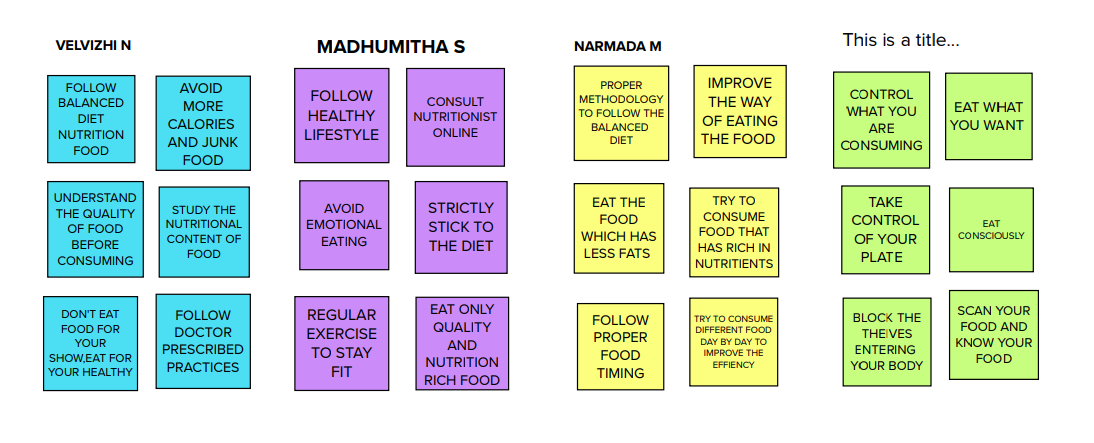 VELVIZHI N
FOLLOW
BALANCED
DIET
NUTRITION
FOOD
AVOID
MORE
CALORIES
AND JUNK
FOOD
UNDERSTAND
THE QUALITY
OF FOOD
BEFORE
CONSUMING
STUDY THE
NUTRITIONAL
CONTENT OF
FOOD
DON'T EAT
FOOD FOR
YOUR
SHOW,EAT FOR
YOUR HEALTHY
FOLLOW
DOCTOR
PRESCRIBED
PRACTICES
MADHUMITHA S
FOLLOW
HEALTHY
LIFESTYLE
CONSULT
NUTRITIONIST
ONLINE
AVOID
EMOTIONAL
EATING
STRICTLY
STICK TO
THE DIET
REGULAR
EXERCISE
TO STAY
FIT
EAT ONLY
QUALITY
AND
NUTRITION
RICH FOOD
NARMADA M
PROPER
METHODOLOGY
TO FOLLOW THE
BALANCED
DIET
IMPROVE
THE WAY
OF EATING
THE FOOD
EAT THE
FOOD
WHICH HAS
LESS FATS
TRY TO
CONSUME
FOOD THAT
HAS RICH IN
NUTRITIENTS
FOLLOW
PROPER
FOOD
TIMING
TRY TO CONSUME
DIFFERENT FOOD
DAY BY DAY TO
IMPROVE THE
EFFIENCY
This is a title...
CONTROL
WHAT YOU
ARE
CONSUMING
EAT WHAT
YOU WANT
TAKE
CONTROL
OF YOUR
PLATE
EAT
CONSCIOUSLY
BLOCK THE
THEIVES
ENTERING
YOUR BODY
SCAN YOUR
FOOD AND
KNOW YOUR
FOOD